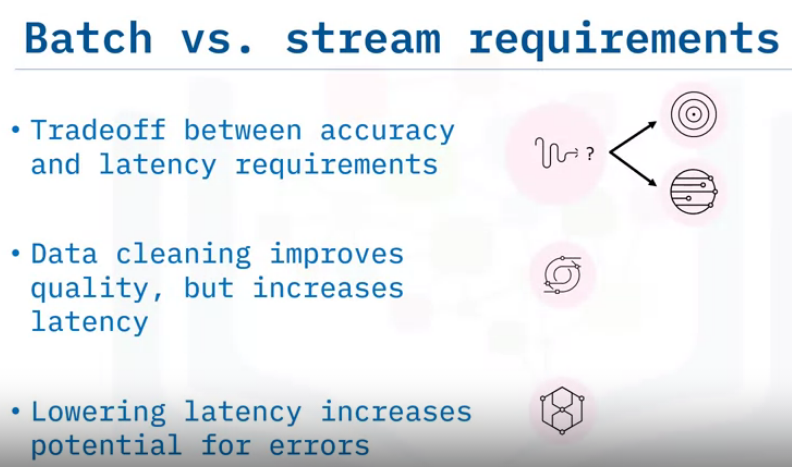 Batch vs. stream requirements
• Tradeoff between accuracy
and latency requirements
?
• Data cleaning improves
quality, but increases
latency
• Lowering latency increases
potential for errors